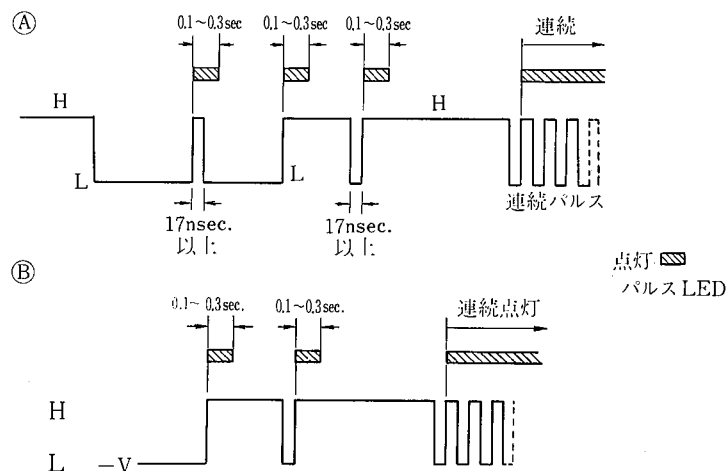 Ⓐ
0.1~0.3sec
0.1~0.3sec
0.1~0.3sec
連続
H
H
L
L
17nsec.
以上
17nsec.
以上
連続パルス
Ⓑ
点灯
パルスLED
0.1~0.3sec.
0.1~0.3sec.
連続点灯
H
L
−V